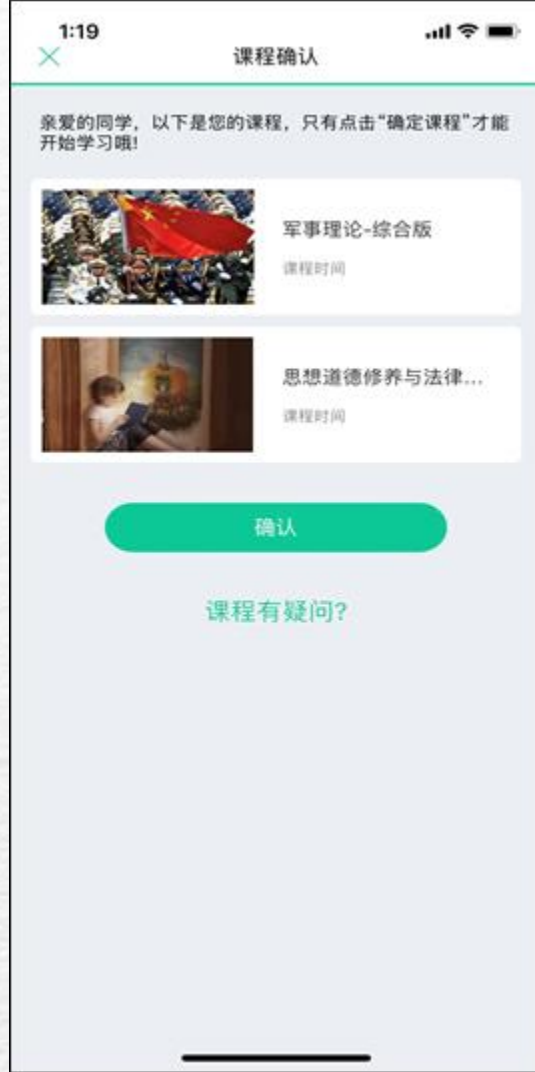 1:19
课程确认
亲爱的同学，以下是您的课程，只有点击“确定课程”才能
开始学习哦!
军事理论-综合版
课程时间
思想道德修养与法律...
课程时间
确认
课程有疑问?